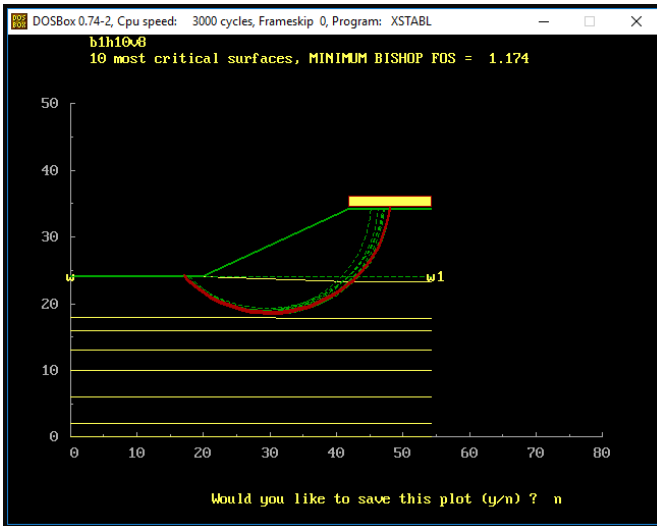 DOSBox 0.74-2, Cpu speed: 3000 cycles, Frameskip 0, Program: XSTABL
b1h10v8
10 most critical surfaces, MINIMUM BISHOP FOS = 1.174
50
40
30
w w1
20
10
0
0 10 20 30 40 50 60 70 80
Would you like to save this plot (y/n) ? n